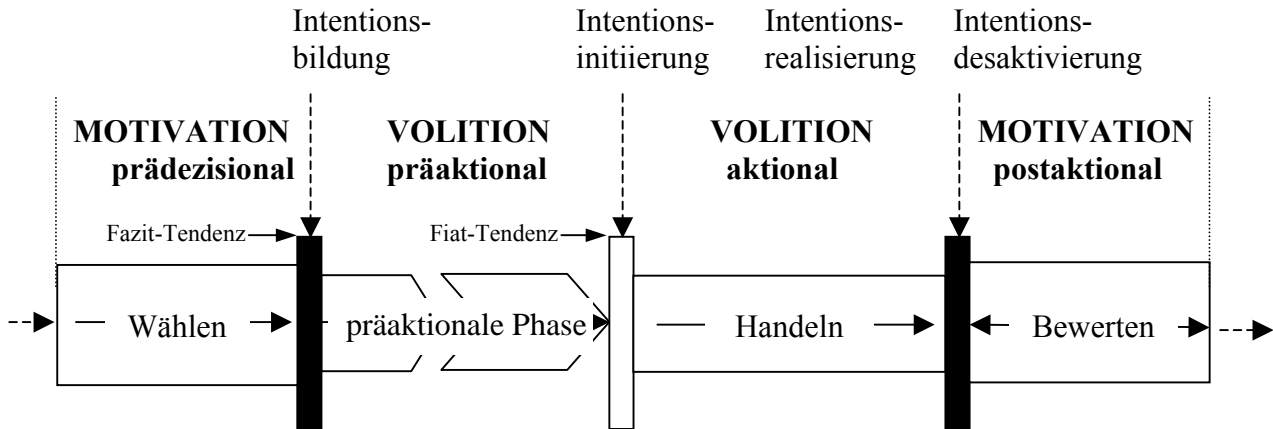 Intentions-
bildung
Intentions-
initiierung
Intentions-
realisierung
Intentions-
desaktivierung
MOTIVATION
prädezisional
VOLITION
präaktional
VOLITION
aktional
MOTIVATION
postaktional
Fazit-Tendenz
Fiat-Tendenz
Wählen
präaktionale Phase
Handeln
Bewerten